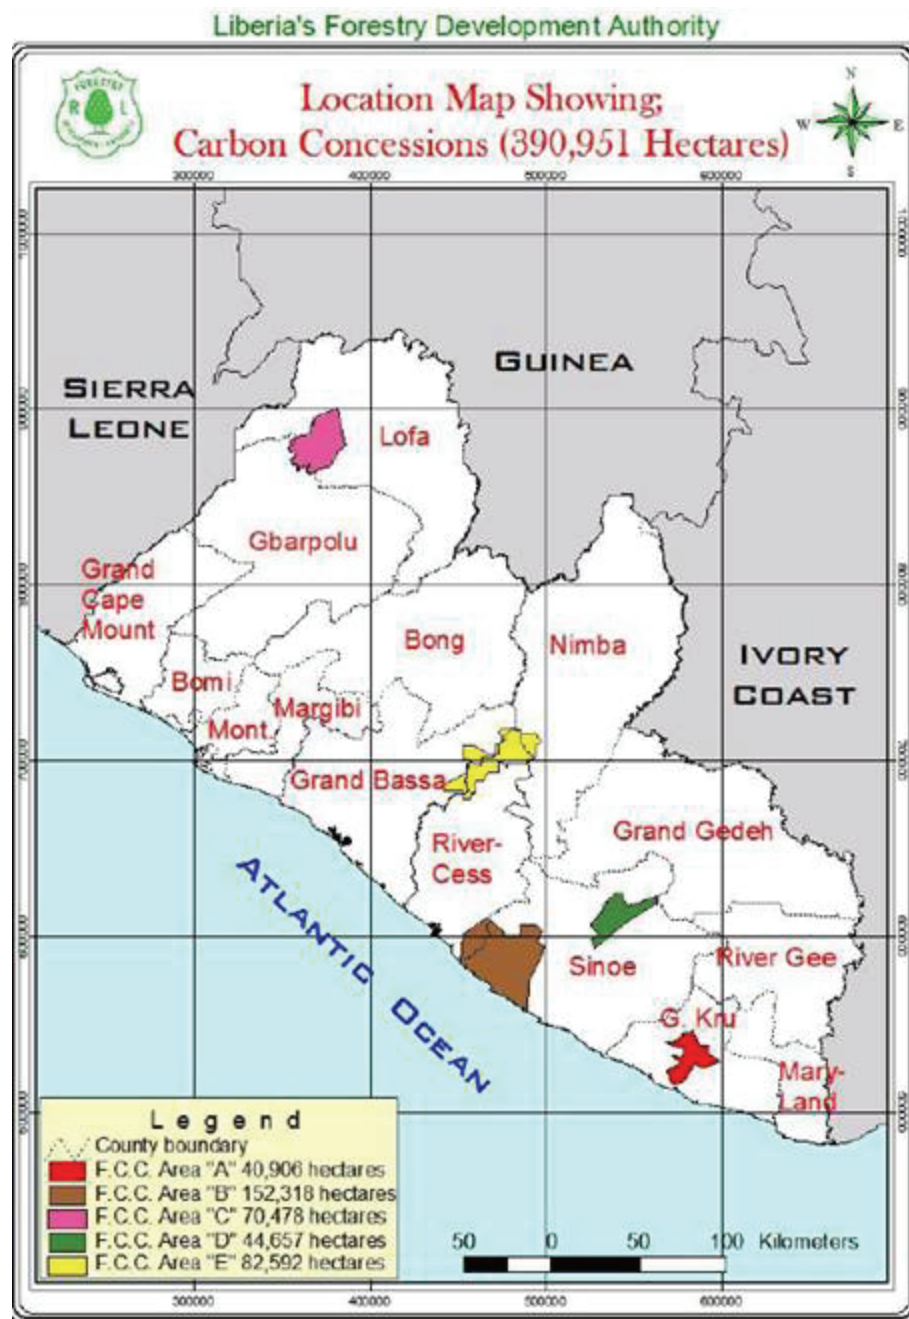 Liberia's Forestry Development Authority
FORESTRY
R L
Location Map Showing;
Carbon Concessions (390,951 Hectares)
N
W E
S
300000 400000 500000 600000
GUINEA
SIERRA
LEONE
Lofa
Gbarpolu
Grand
Cape
Mount
Bong
Nimba
IVORY
COAST
Bomi
Margibi
Mont.
Grand Bassa
Grand Gedeh
River-
Cess
ATLANTIC OCEAN
Sinoe
River Gee
G. Kru
Mary-
Land
Legend
County boundary
F.C.C. Area "A" 40,906 hectares
F.C.C. Area "B" 152,318 hectares
F.C.C. Area "C" 70,478 hectares
F.C.C. Area "D" 44,657 hectares
F.C.C. Area "E" 82,592 hectares
50 0 50 100 Kilometers
300000 400000 500000 600000